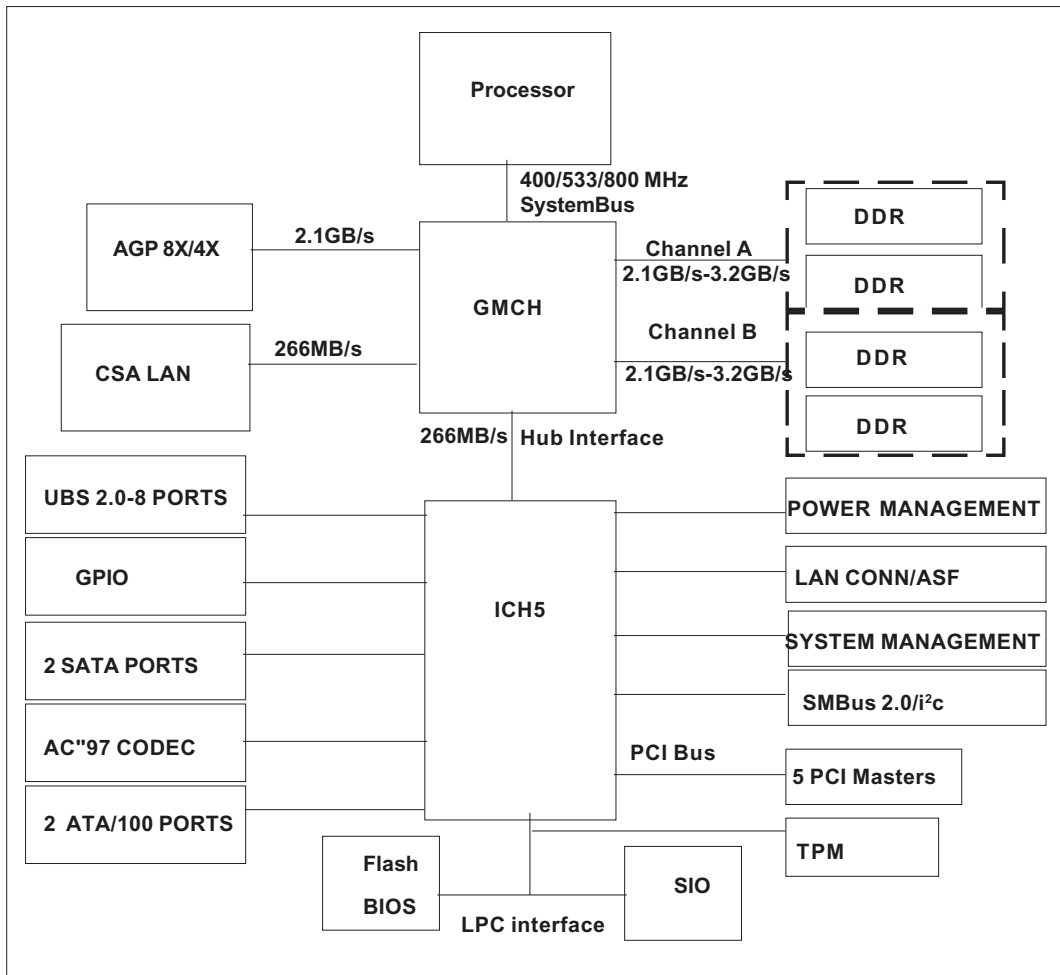 Processor
400/533/800 MHz
SystemBus
AGP 8X/4X
2.1GB/s
GMCH
Channel A
2.1GB/s-3.2GB/s
DDR
DDR
CSA LAN
266MB/s
Channel B
2.1GB/s-3.2GB/s
DDR
DDR
266MB/s
Hub Interface
UBS 2.0-8 PORTS
GPIO
2 SATA PORTS
AC"97 CODEC
2 ATA/100 PORTS
ICH5
POWER MANAGEMENT
LAN CONN/ASF
SYSTEM MANAGEMENT
SMBus 2.0/i²c
PCI Bus
5 PCI Masters
TPM
Flash
BIOS
SIO
LPC interface